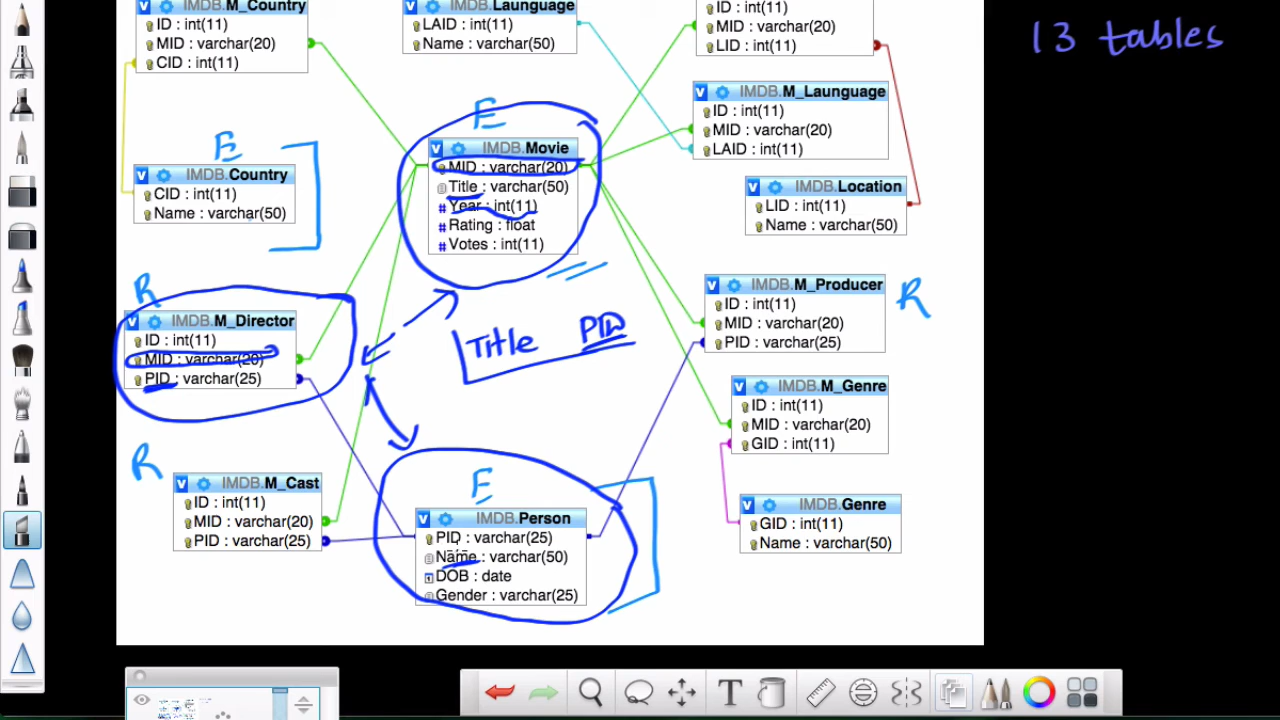 IMDB.M_Country
ID : int(11)
MID : varchar(20)
CID : int(11)
IMDB.Launguage
LAID : int(11)
Name : varchar(50)
ID : int(11)
MID : varchar(20)
LID : int(11)
13 tables
V IMDB.M_Launguage
ID : int(11)
MID : varchar(20)
LAID : int(11)
E
V IMDB.Movie
MID : varchar(20)
Title : varchar(50)
Year : int(11)
Rating : float
Votes : int(11)
E
V IMDB.Country
CID : int(11)
Name : varchar(50)
V IMDB.Location
LID : int(11)
Name : varchar(50)
R
V IMDB.M_Director
ID : int(11)
MID : varchar(20)
PID : varchar(25)
Title PID
V IMDB.M_Producer
ID : int(11)
MID : varchar(20)
PID : varchar(25)
R
V IMDB.M_Genre
ID : int(11)
MID : varchar(20)
GID : int(11)
R
V IMDB.M_Cast
ID : int(11)
MID : varchar(20)
PID : varchar(25)
E
V IMDB.Person
PID : varchar(25)
Name : varchar(50)
DOB : date
Gender : varchar(25)
V IMDB.Genre
GID : int(11)
Name : varchar(50)
T